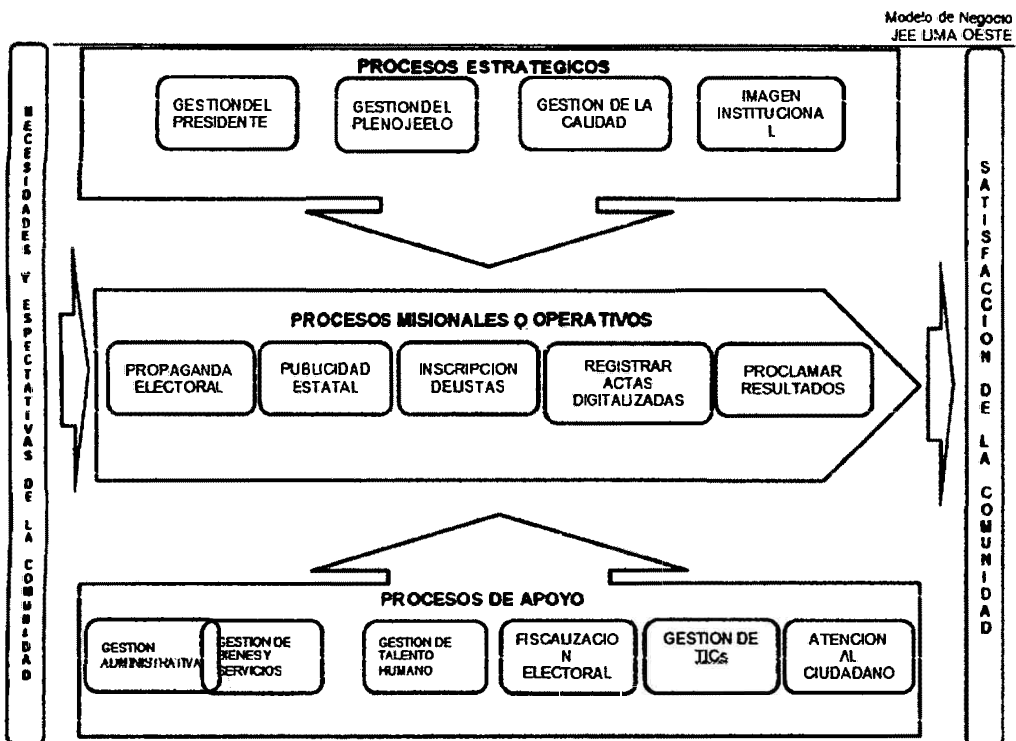 Modelo de Negocio
JEE LIMA OESTE
NECESIDADES Y ESPECTATIVAS DE LA COMUNIDAD
PROCESOS ESTRATEGICOS
GESTIONDEL
PRESIDENTE
GESTIONDEL
PLENOJEELO
GESTION DE LA
CALIDAD
IMAGEN
INSTITUCIONA
L
PROCESOS MISIONALES O OPERATIVOS
PROPAGANDA
ELECTORAL
PUBLICIDAD
ESTATAL
INSCRIPCION
DELISTAS
REGISTRAR
ACTAS
DIGITALIZADAS
PROCLAMAR
RESULTADOS
PROCESOS DE APOYO
GESTION
ADMINISTRATIVA
GESTION DE
BIENES Y
SERVICIOS
GESTION DE
TALENTO
HUMANO
FISCALIZACIO
N
ELECTORAL
GESTION DE
TICs
ATENCION
AL
CIUDADANO
SATISFACCION DE LA COMUNIDAD